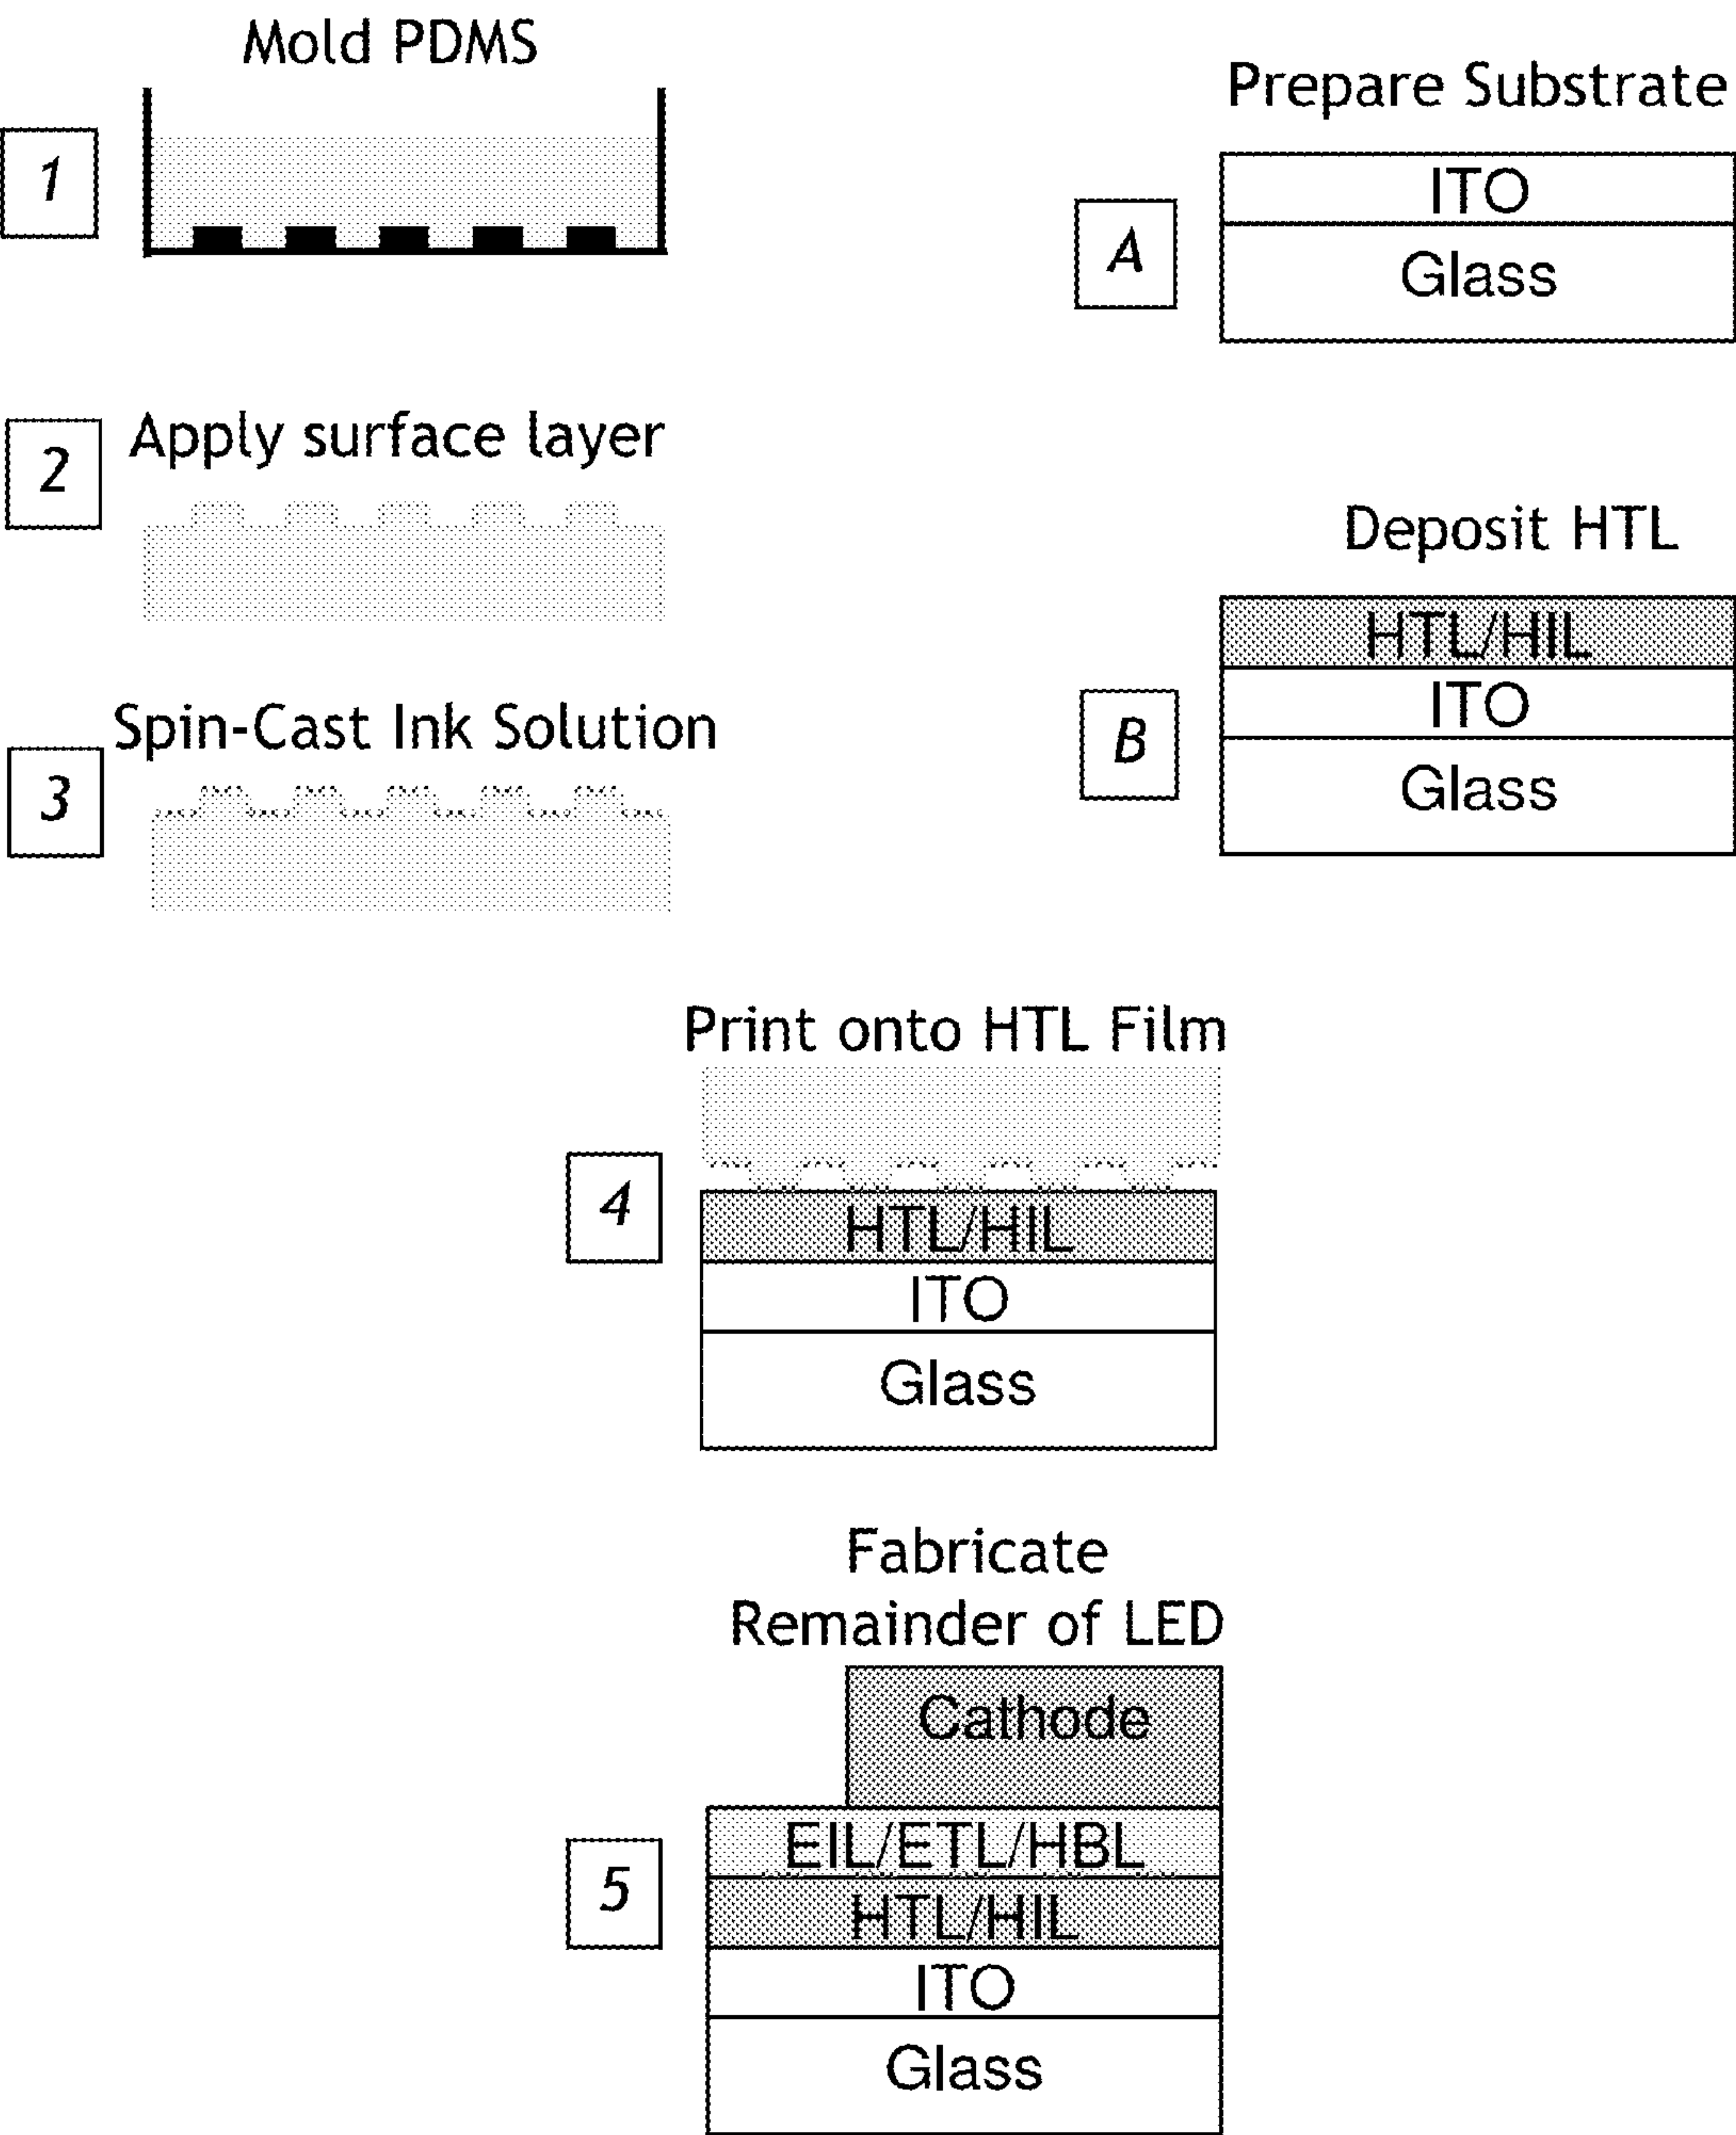 Mold PDMS
1
Prepare Substrate
ITO
A
Glass
2
Apply surface layer
Deposit HTL
HTL/HIL
ITO
B
Glass
Spin-Cast Ink Solution
3
Print onto HTL Film
4
HTL/HIL
ITO
Glass
Fabricate
Remainder of LED
Cathode
EIL/ETL/HBL
5
HTL/HIL
ITO
Glass